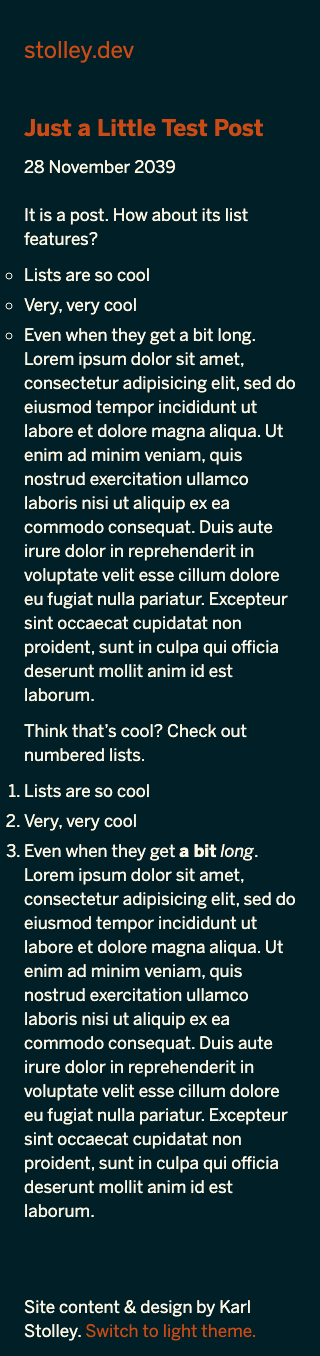 stolley.dev
Just a Little Test Post
28 November 2039
It is a post. How about its list
features?
Lists are so cool
Very, very cool
Even when they get a bit long.
Lorem ipsum dolor sit amet,
consectetur adipisicing elit, sed do
eiusmod tempor incididunt ut
labore et dolore magna aliqua. Ut
enim ad minim veniam, quis
nostrud exercitation ullamco
laboris nisi ut aliquip ex ea
commodo consequat. Duis aute
irure dolor in reprehenderit in
voluptate velit esse cillum dolore
eu fugiat nulla pariatur. Excepteur
sint occaecat cupidatat non
proident, sunt in culpa qui officia
deserunt mollit anim id est
laborum.
Think that’s cool? Check out
numbered lists.
1. Lists are so cool
2. Very, very cool
3. Even when they get a bit long.
Lorem ipsum dolor sit amet,
consectetur adipisicing elit, sed do
eiusmod tempor incididunt ut
labore et dolore magna aliqua. Ut
enim ad minim veniam, quis
nostrud exercitation ullamco
laboris nisi ut aliquip ex ea
commodo consequat. Duis aute
irure dolor in reprehenderit in
voluptate velit esse cillum dolore
eu fugiat nulla pariatur. Excepteur
sint occaecat cupidatat non
proident, sunt in culpa qui officia
deserunt mollit anim id est
laborum.
Site content & design by Karl
Stolley. Switch to light theme.